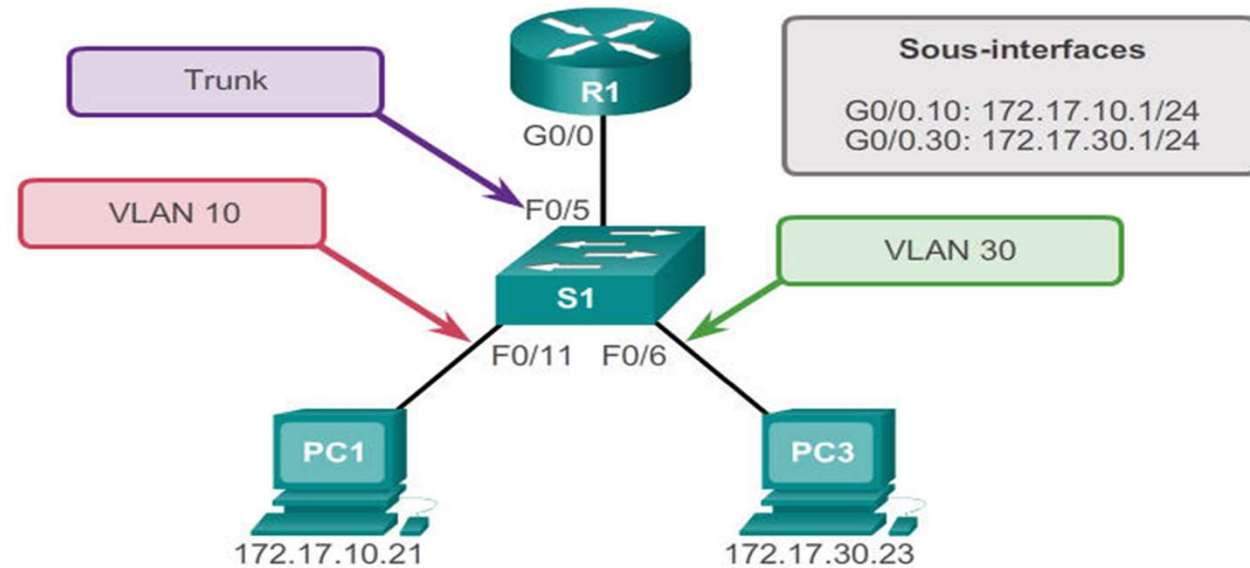 Trunk
R1
G0/0
Sous-interfaces
G0/0.10: 172.17.10.1/24
G0/0.30: 172.17.30.1/24
VLAN 10
F0/5
VLAN 30
S1
F0/11
F0/6
PC1
PC3
172.17.10.21
172.17.30.23